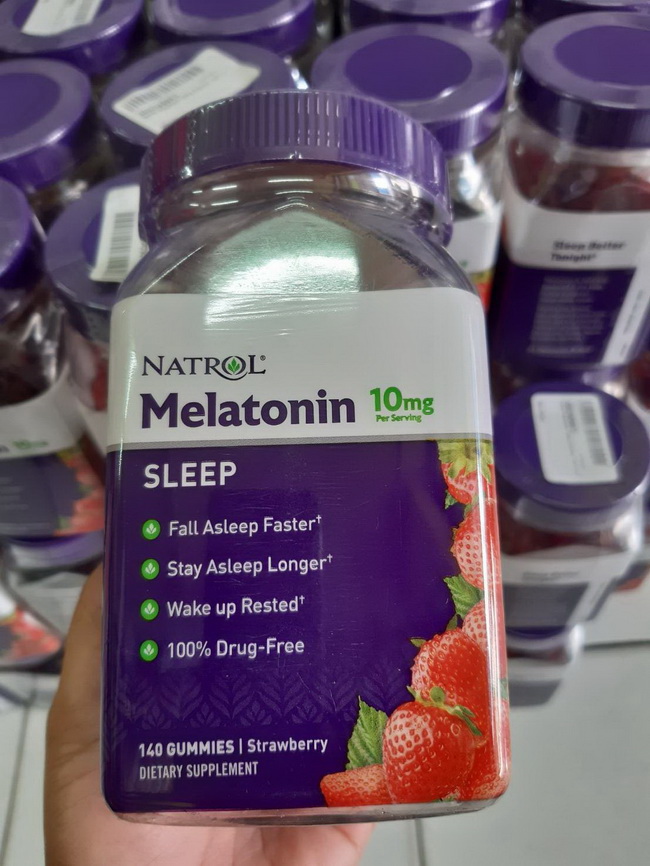 NATROL®
Melatonin 10mg
Per Serving
SLEEP
Fall Asleep Faster†
Stay Asleep Longer†
Wake up Rested†
100% Drug-Free
140 GUMMIES | Strawberry
DIETARY SUPPLEMENT
Sleep Better
Tonight*